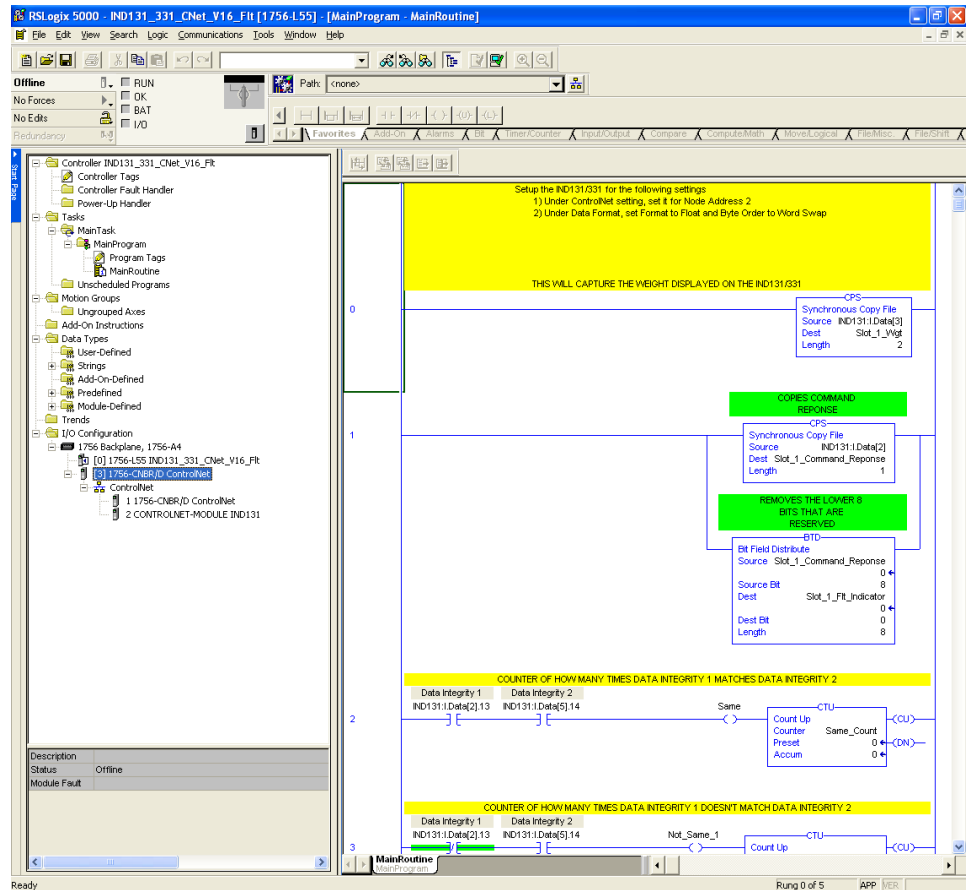 RSLogix 5000 - IND131_331_CNet_V16_Flt [1756-L55] - [MainProgram - MainRoutine]
File Edit View Search Logic Communications Tools Window Help
Offline
RUN
Path: <none>
No Forces
OK
No Edits
BAT
Redundancy
I/O
Favorites Add-On Alarms Bit Timer/Counter Input/Output Compare Compute/Math Move/Logical File/Misc. File/Shift
Start Page
Controller IND131_331_CNet_V16_Flt
Controller Tags
Controller Fault Handler
Power-Up Handler
Tasks
MainTask
MainProgram
Program Tags
MainRoutine
Unscheduled Programs
Motion Groups
Ungrouped Axes
Add-On Instructions
Data Types
User-Defined
Strings
Add-On-Defined
Predefined
Module-Defined
Trends
I/O Configuration
1756 Backplane, 1756-A4
[0] 1756-L55 IND131_331_CNet_V16_Flt
[3] 1756-CNBR/D ControlNet
ControlNet
1 1756-CNBR/D ControlNet
2 CONTROLNET-MODULE IND131
Description
Status Offline
Module Fault
Setup the IND131/331 for the following settings
1) Under ControlNet setting, set it for Node Address 2
2) Under Data Format, set Format to Float and Byte Order to Word Swap
THIS WILL CAPTURE THE WEIGHT DISPLAYED ON THE IND131/331
0
CPS
Synchronous Copy File
Source IND131:I.Data[3]
Dest Slot_1_Wgt
Length 2
COPIES COMMAND
REPONSE
1
CPS
Synchronous Copy File
Source IND131:I.Data[2]
Dest Slot_1_Command_Reponse
Length 1
REMOVES THE LOWER 8
BITS THAT ARE
RESERVED
BTD
Bit Field Distribute
Source Slot_1_Command_Reponse
0
Source Bit 8
Dest Slot_1_Flt_Indicator
0
Dest Bit 0
Length 8
COUNTER OF HOW MANY TIMES DATA INTEGRITY 1 MATCHES DATA INTEGRITY 2
Data Integrity 1 Data Integrity 2
IND131:I.Data[2].13 IND131:I.Data[5].14 Same
2
CTU
Count Up
Counter Same_Count
Preset 0
Accum 0
CU
DN
COUNTER OF HOW MANY TIMES DATA INTEGRITY 1 DOESN'T MATCH DATA INTEGRITY 2
Data Integrity 1 Data Integrity 2
IND131:I.Data[2].13 IND131:I.Data[5].14 Not_Same_1
3
CTU
Count Up
CU
MainRoutine
MainProgram
Ready
Rung 0 of 5 APP VER